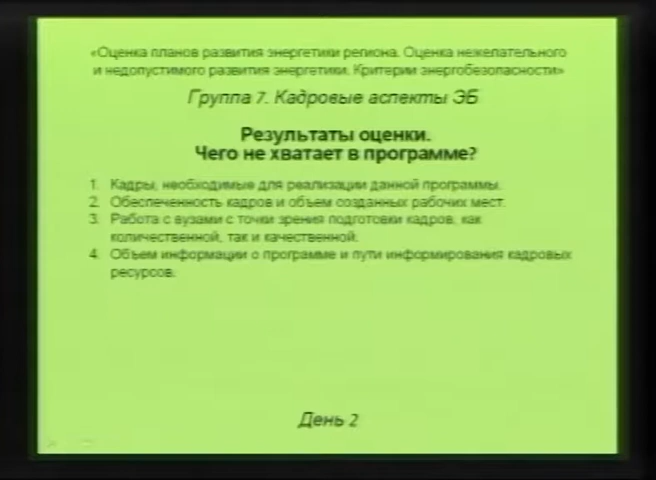 «Оценка планов развития энергетики региона. Оценка нежелательного
и недопустимого развития энергетики. Критерии энергобезопасности»
Группа 7. Кадровые аспекты ЭБ
Результаты оценки.
Чего не хватает в программе?
1. Кадры, необходимые для реализации данной программы.
2. Обеспеченность кадров и объем созданных рабочих мест.
3. Работа с вузами с точки зрения подготовки кадров, как
количественной, так и качественной.
4. Объем информации о программе и пути информирования кадровых
ресурсов.
День 2